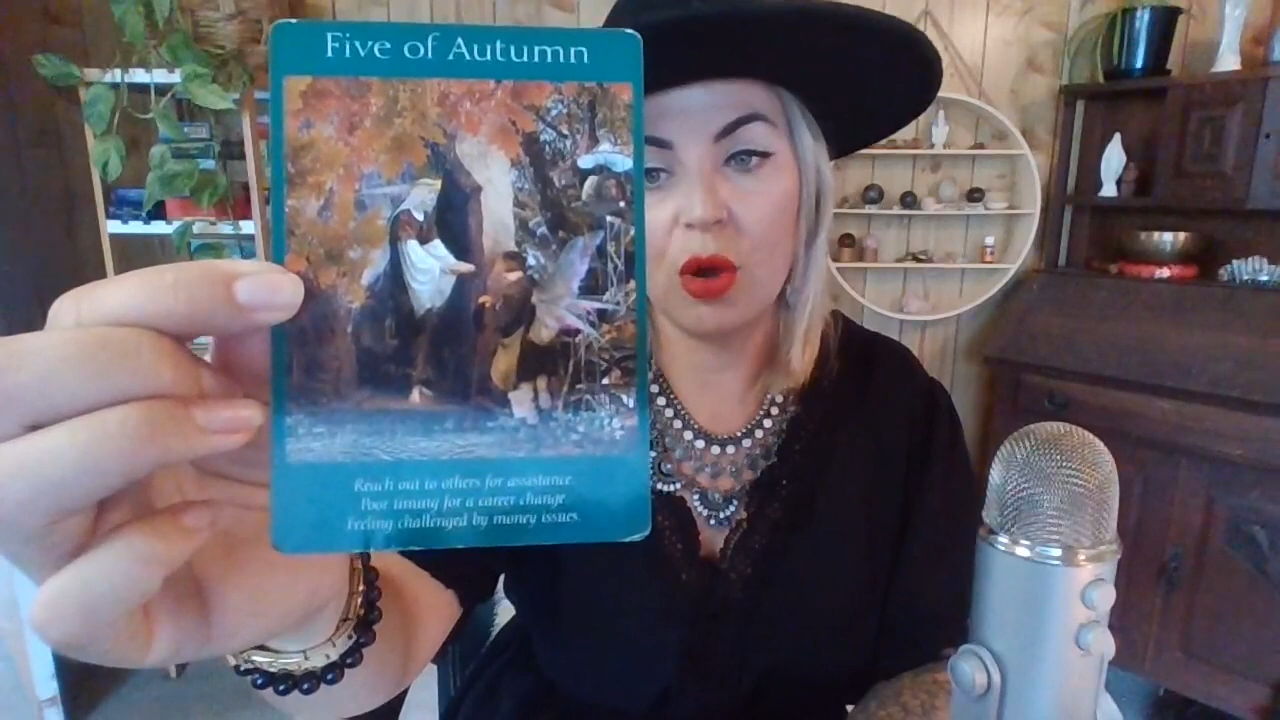 Five of Autumn
Reach out to others for assistance.
Poor timing for a career change.
Feeling challenged by money issues.